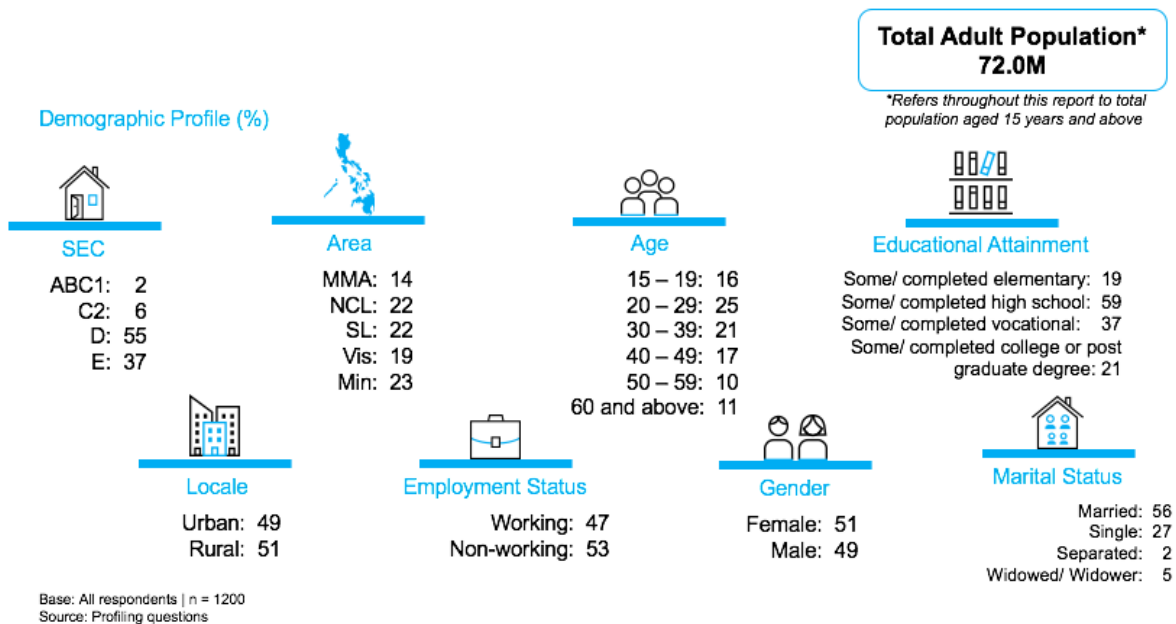 Total Adult Population*
72.0M
*Refers throughout this report to total
population aged 15 years and above
Demographic Profile (%)
SEC
ABC1: 2
C2: 6
D: 55
E: 37
Area
MMA: 14
NCL: 22
SL: 22
Vis: 19
Min: 23
Age
15 – 19: 16
20 – 29: 25
30 – 39: 21
40 – 49: 17
50 – 59: 10
60 and above: 11
Educational Attainment
Some/ completed elementary: 19
Some/ completed high school: 59
Some/ completed vocational: 37
Some/ completed college or post
graduate degree: 21
Locale
Urban: 49
Rural: 51
Employment Status
Working: 47
Non-working: 53
Gender
Female: 51
Male: 49
Marital Status
Married: 56
Single: 27
Separated: 2
Widowed/ Widower: 5
Base: All respondents | n = 1200
Source: Profiling questions